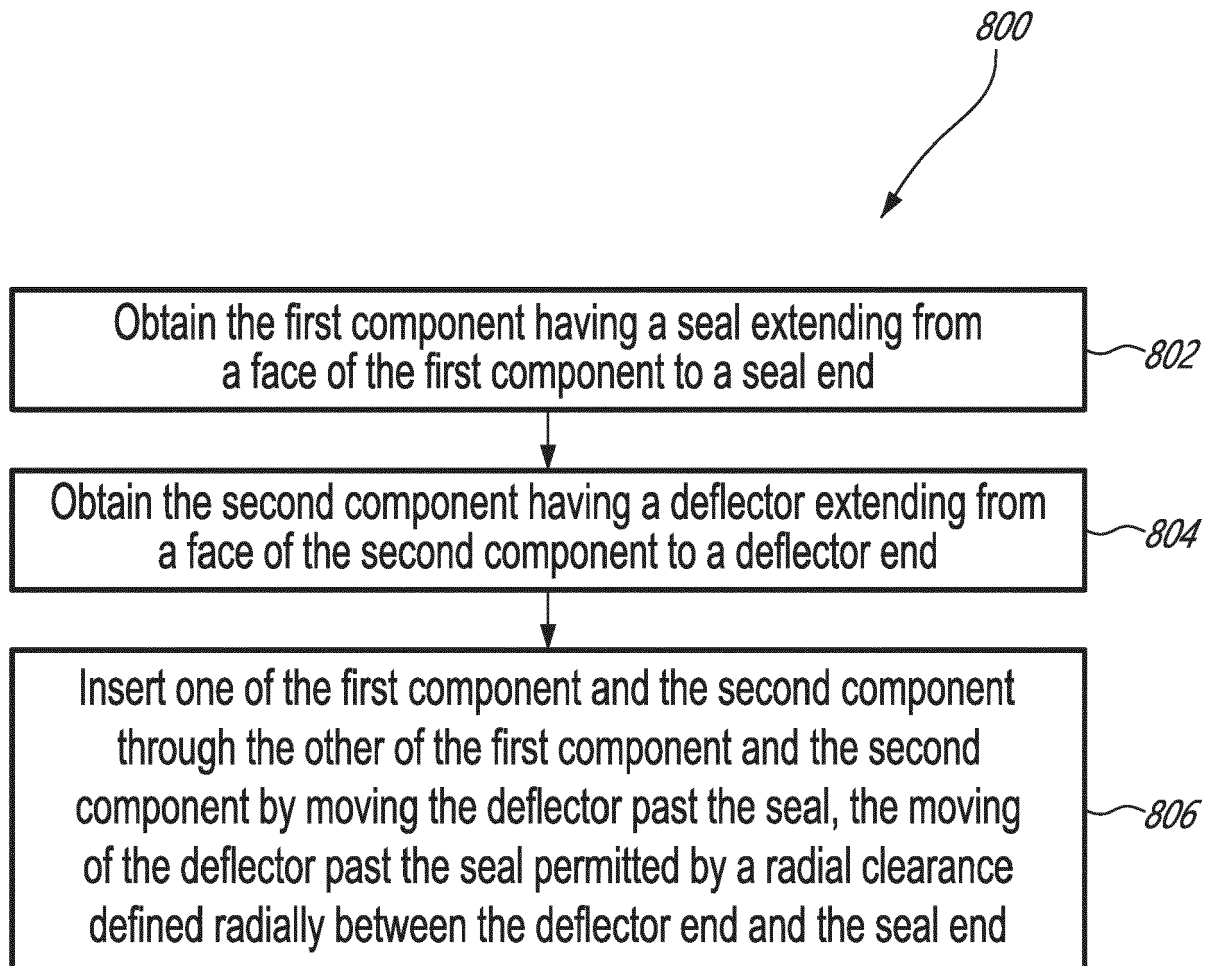 800
Obtain the first component having a seal extending from
a face of the first component to a seal end
802
Obtain the second component having a deflector extending from
a face of the second component to a deflector end
804
Insert one of the first component and the second component
through the other of the first component and the second
component by moving the deflector past the seal, the moving
of the deflector past the seal permitted by a radial clearance
defined radially between the deflector end and the seal end
806